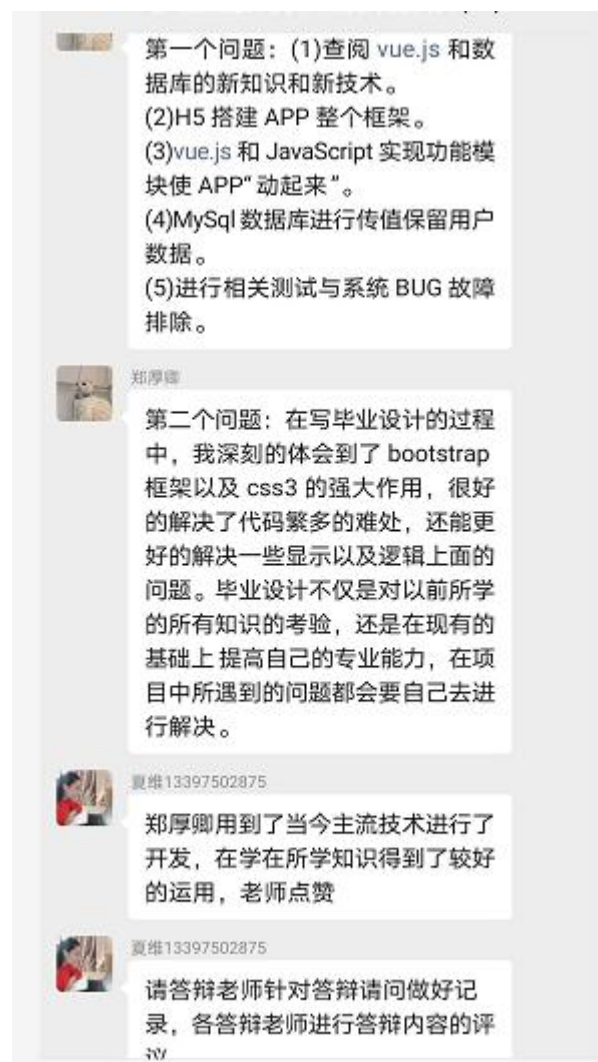 第一个问题：(1)查阅 vue.js 和数
据库的新知识和新技术。
(2)H5 搭建 APP 整个框架。
(3)vue.js 和 JavaScript 实现功能模
块使 APP“动起来”。
(4)MySql 数据库进行传值保留用户
数据。
(5)进行相关测试与系统 BUG 故障
排除。
郑厚卿
第二个问题：在写毕业设计的过程
中，我深刻的体会到了 bootstrap
框架以及 css3 的强大作用，很好
的解决了代码繁多的难处，还能更
好的解决一些显示以及逻辑上面的
问题。毕业设计不仅是对以前所学
的所有知识的考验，还是在现有的
基础上 提高自己的专业能力，在项
目中所遇到的问题都会要自己去进
行解决。
夏维13397502875
郑厚卿用到了当今主流技术进行了
开发，在学在所学知识得到了较好
的运用，老师点赞
夏维13397502875
请答辩老师针对答辩请问做好记
录，各答辩老师进行答辩内容的评